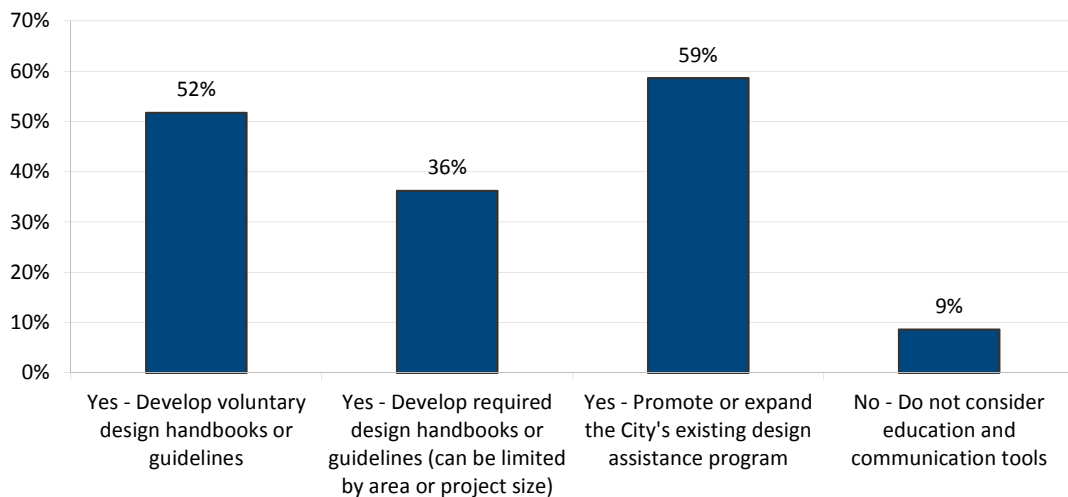 70%
60%
50%
40%
30%
20%
10%
0%
52%
36%
59%
9%
Yes - Develop voluntary
design handbooks or
guidelines
Yes - Develop required
design handbooks or
guidelines (can be limited
by area or project size)
Yes - Promote or expand
the City's existing design
assistance program
No - Do not consider
education and
communication tools